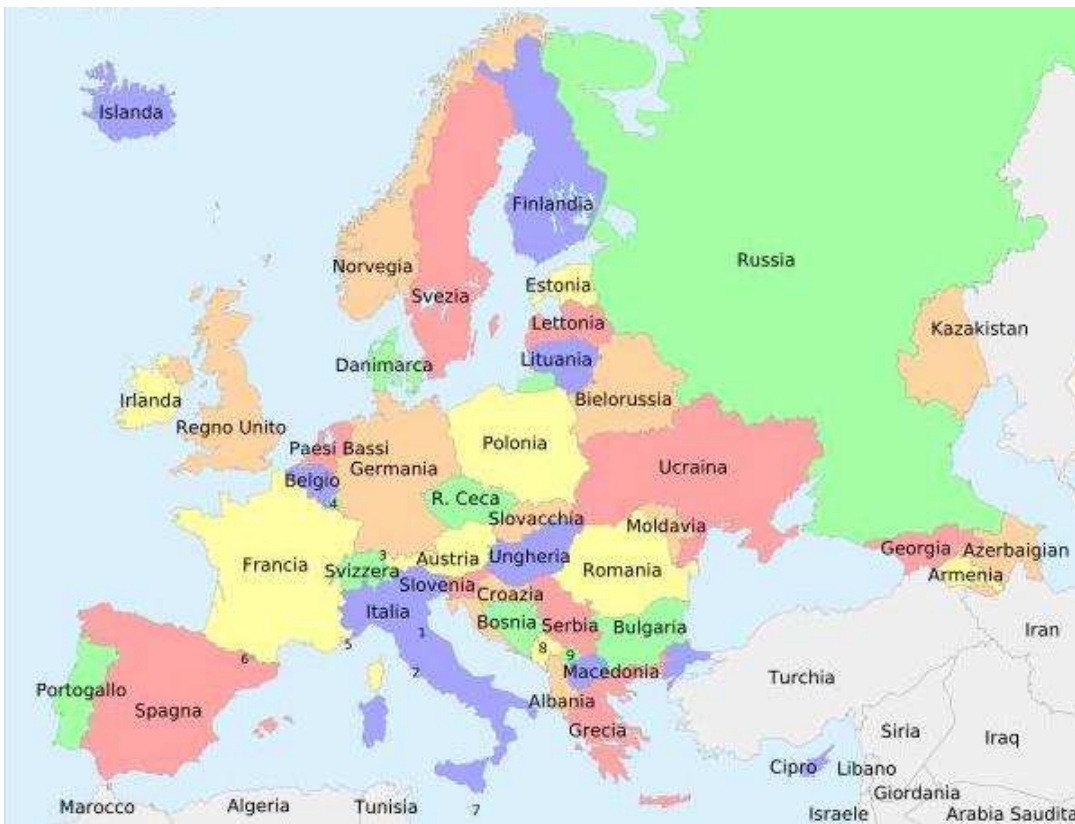 Islanda
Finlandia
Russia
Norvegia
Estonia
Svezia
Lettonia
Kazakistan
Lituania
Danimarca
Irlanda
Bielorussia
Regno Unito
Polonia
Paesi Bassi
Germania
Ucraina
Belgio
4
R. Ceca
Slovacchia
Moldavia
Francia
3
Svizzera
Austria
Ungheria
Romania
Georgia
Azerbaigian
Armenia
Slovenia
Croazia
Italia
Bosnia
Serbia
Bulgaria
1
5
8
9
6
2
Macedonia
Iran
Portogallo
Spagna
Albania
Grecia
Turchia
Siria
Iraq
Cipro
Libano
Giordania
Marocco
Algeria
Tunisia
7
Israele
Arabia Saudita